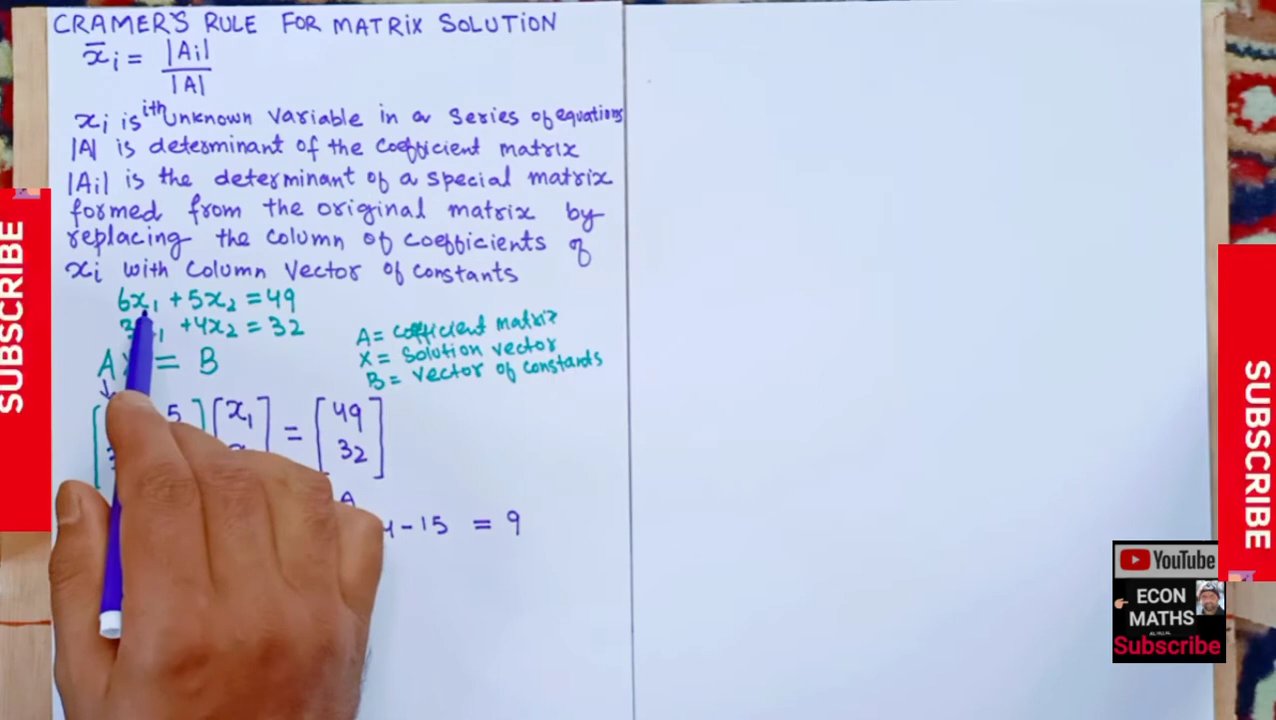 CRAMER'S RULE FOR MATRIX SOLUTION
x̄i = |Ai| / |A|
xi is ith unknown variable in a series of equations
|A| is determinant of the coefficient matrix
|Ai| is the determinant of a special matrix
formed from the original matrix by
replacing the column of coefficients of
xi with column vector of constants
6x1 + 5x2 = 49
3 1 + 4x2 = 32
A = B
A = coefficient matrix
X = Solution vector
B = Vector of constants
5 [x1 = [49
32]
- 15 = 9
SUBSCRIBE
SUBSCRIBE
YouTube
ECON
MATHS
Subscribe